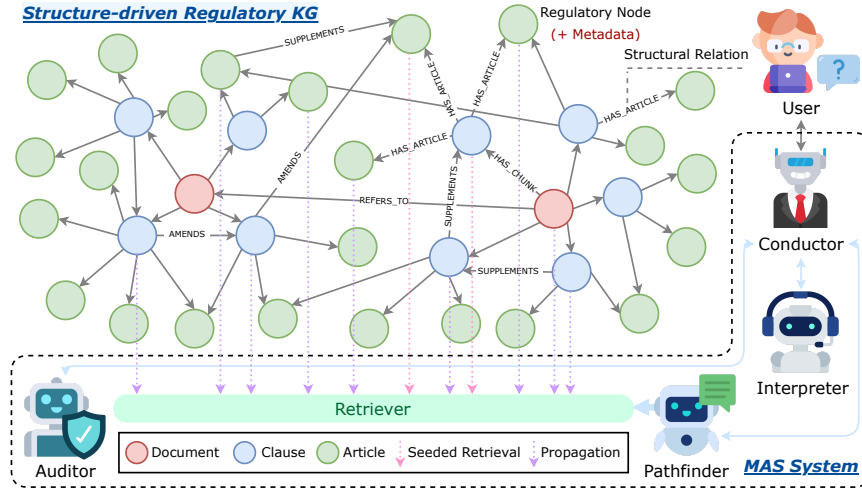 Structure-driven Regulatory KG
Regulatory Node
(+ Metadata)
Structural Relation
User
SUPPLEMENTS
HAS_ARTICLE
HAS_ARTICLE
HAS_ARTICLE
HAS_ARTICLE
AMENDS
HAS_CHUNK
SUPPLEMENTS
REFERS_TO
AMENDS
SUPPLEMENTS
?
Conductor
Interpreter
Retriever
Auditor
Document
Clause
Article
Seeded Retrieval
Propagation
Pathfinder
MAS System